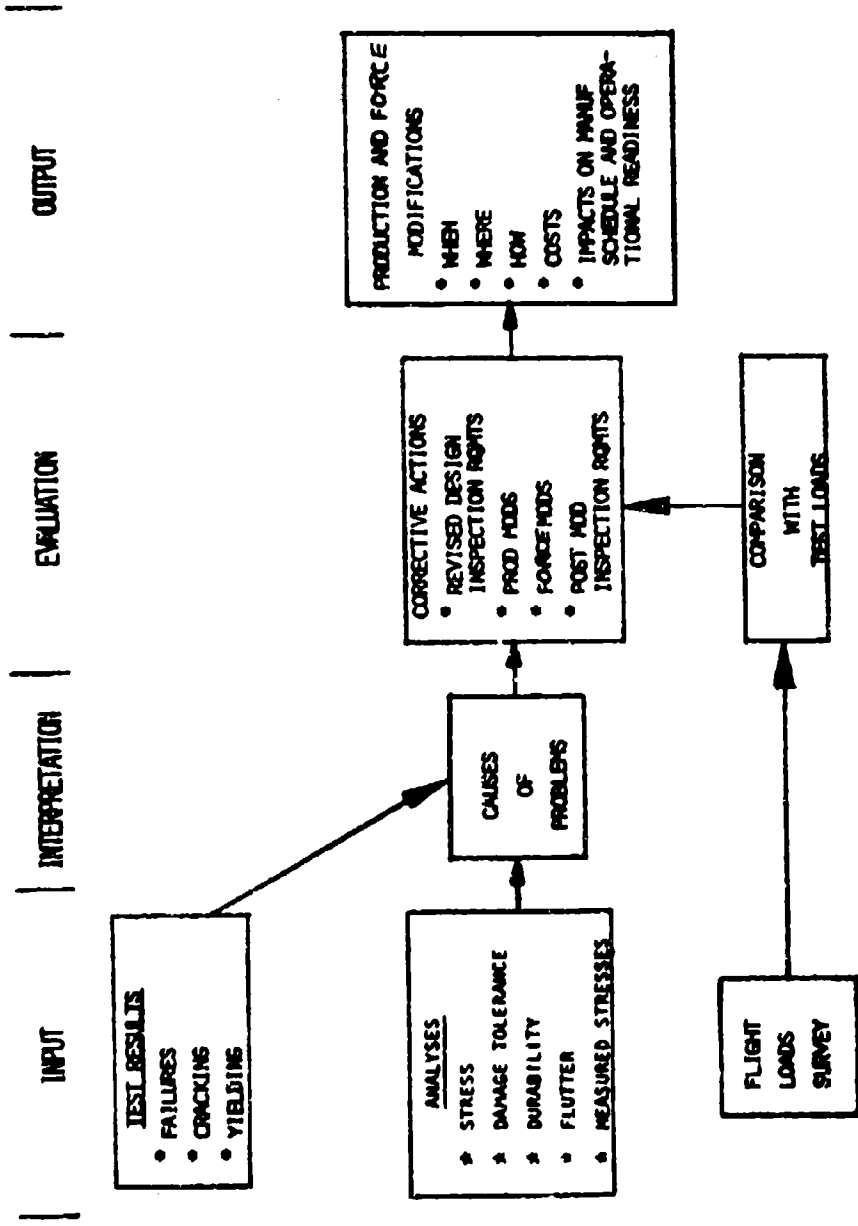 INPUT
INTERPRETATION
EVALUATION
OUTPUT
TEST RESULTS
• FAILURES
• CRACKING
• YIELDING
ANALYSES
* STRESS
* DAMAGE TOLERANCE
* DURABILITY
* FLUTTER
* MEASURED STRESSES
FLIGHT
LOADS
SURVEY
CAUSES
OF
PROBLEMS
CORRECTIVE ACTIONS
• REVISED DESIGN
INSPECTION RQMTS
• PROD MODS
• FORCE MODS
• POST MOD
INSPECTION RQMTS
COMPARISON
WITH
TEST LOADS
PRODUCTION AND FORCE
MODIFICATIONS
• WHEN
• WHERE
• HOW
• COSTS
• IMPACTS ON MANUF
SCHEDULE AND OPERA-
TIONAL READINESS